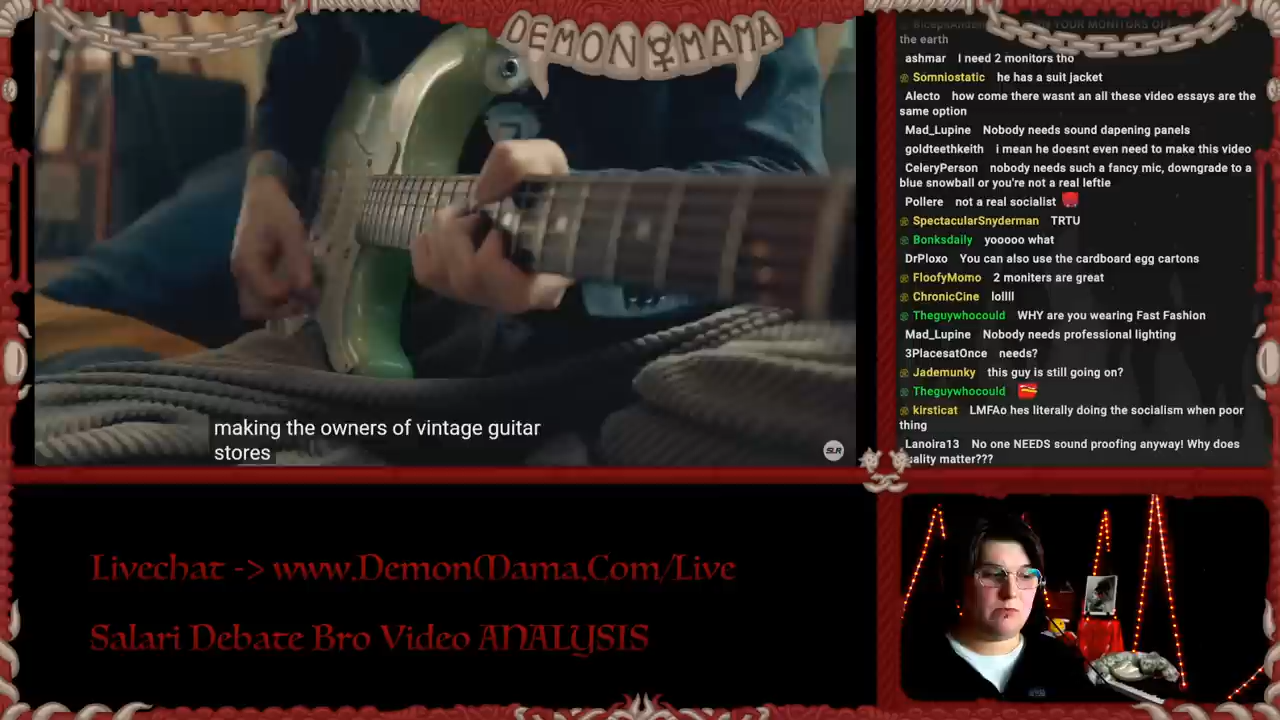 DEMON MAMA
YOUR MONITORS OFF
the earth
ashmar I need 2 monitors tho
Somniostatic he has a suit jacket
Alecto how come there wasnt an all these video essays are the
same option
Mad_Lupine Nobody needs sound dapening panels
goldteethkeith i mean he doesnt even need to make this video
CeleryPerson nobody needs such a fancy mic, downgrade to a
blue snowball or you're not a real leftie
Pollere not a real socialist
SpectacularSnyderman TRTU
Bonksdaily yooooo what
DrPloxo You can also use the cardboard egg cartons
FloofyMomo 2 moniters are great
ChronicCine lollll
Theguywhocould WHY are you wearing Fast Fashion
Mad_Lupine Nobody needs professional lighting
3PlacesatOnce needs?
Jademunky this guy is still going on?
Theguywhocould
kirsticat LMFAo hes literally doing the socialism when poor
thing
Lanoira13 No one NEEDS sound proofing anyway! Why does
uality matter???
making the owners of vintage guitar
stores
SLR
Livechat -> www.DemonMama.Com/Live
Salari Debate Bro Video ANALYSIS